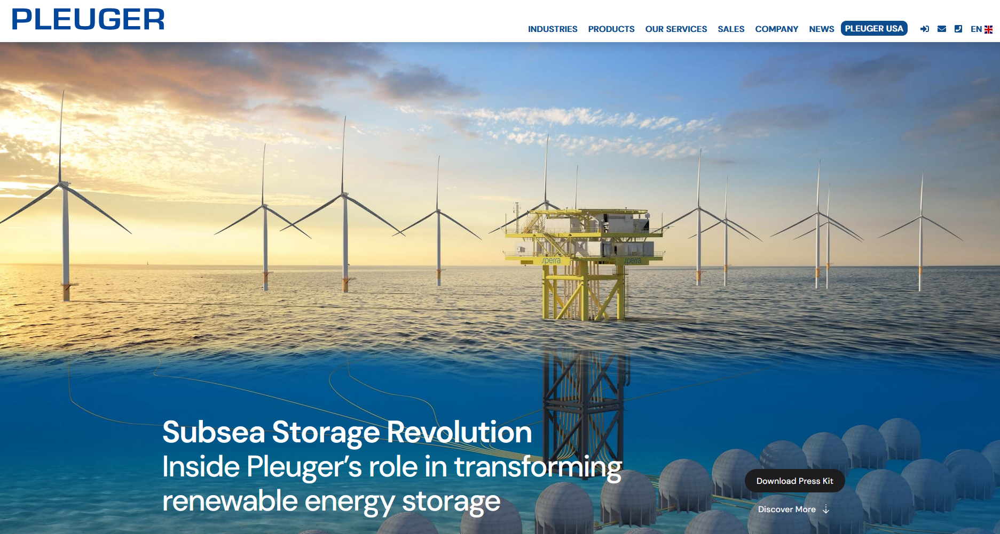 PLEUGER
INDUSTRIES PRODUCTS OUR SERVICES SALES COMPANY NEWS PLEUGER USA EN
sperra sperra
Subsea Storage Revolution
Inside Pleuger’s role in transforming
renewable energy storage
Download Press Kit
Discover More